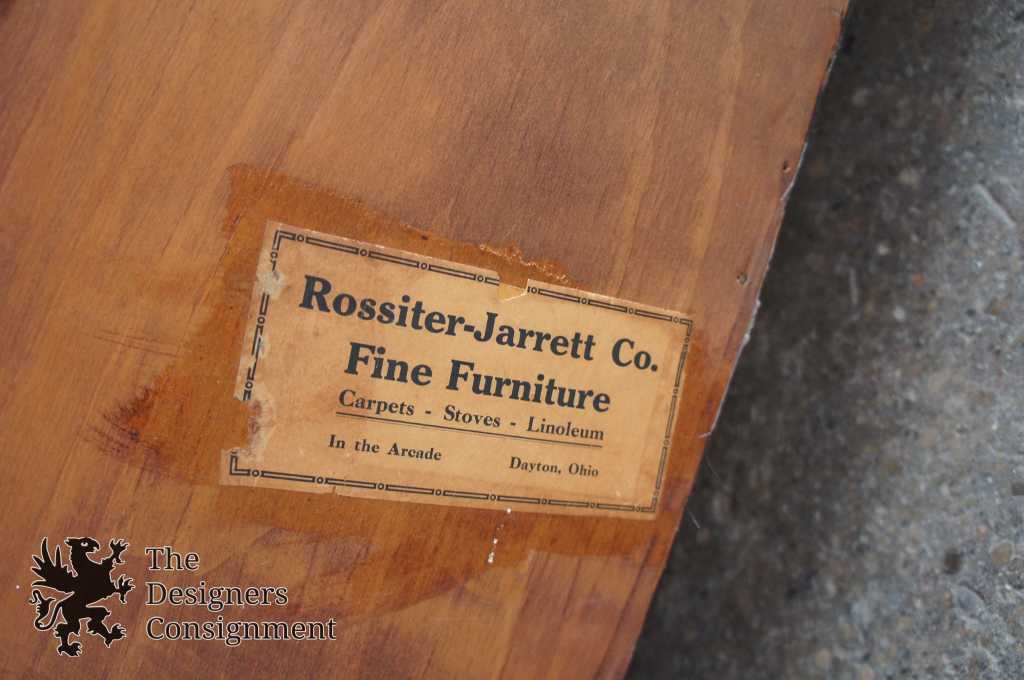 Rossiter-Jarrett Co.
Fine Furniture
Carpets - Stoves - Linoleum
In the Arcade Dayton, Ohio
The
Designers
Consignment